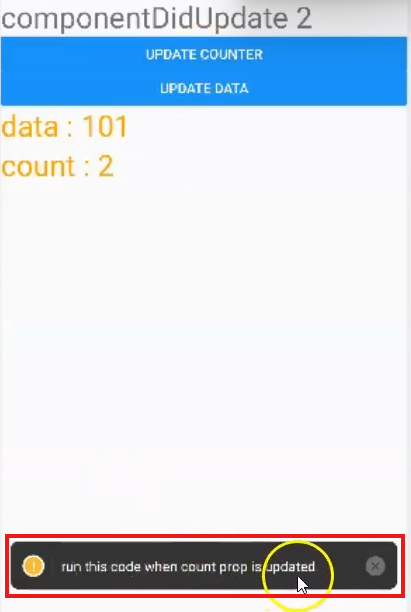 componentDidUpdate 2
UPDATE COUNTER
UPDATE DATA
data : 101
count : 2
run this code when count prop is updated